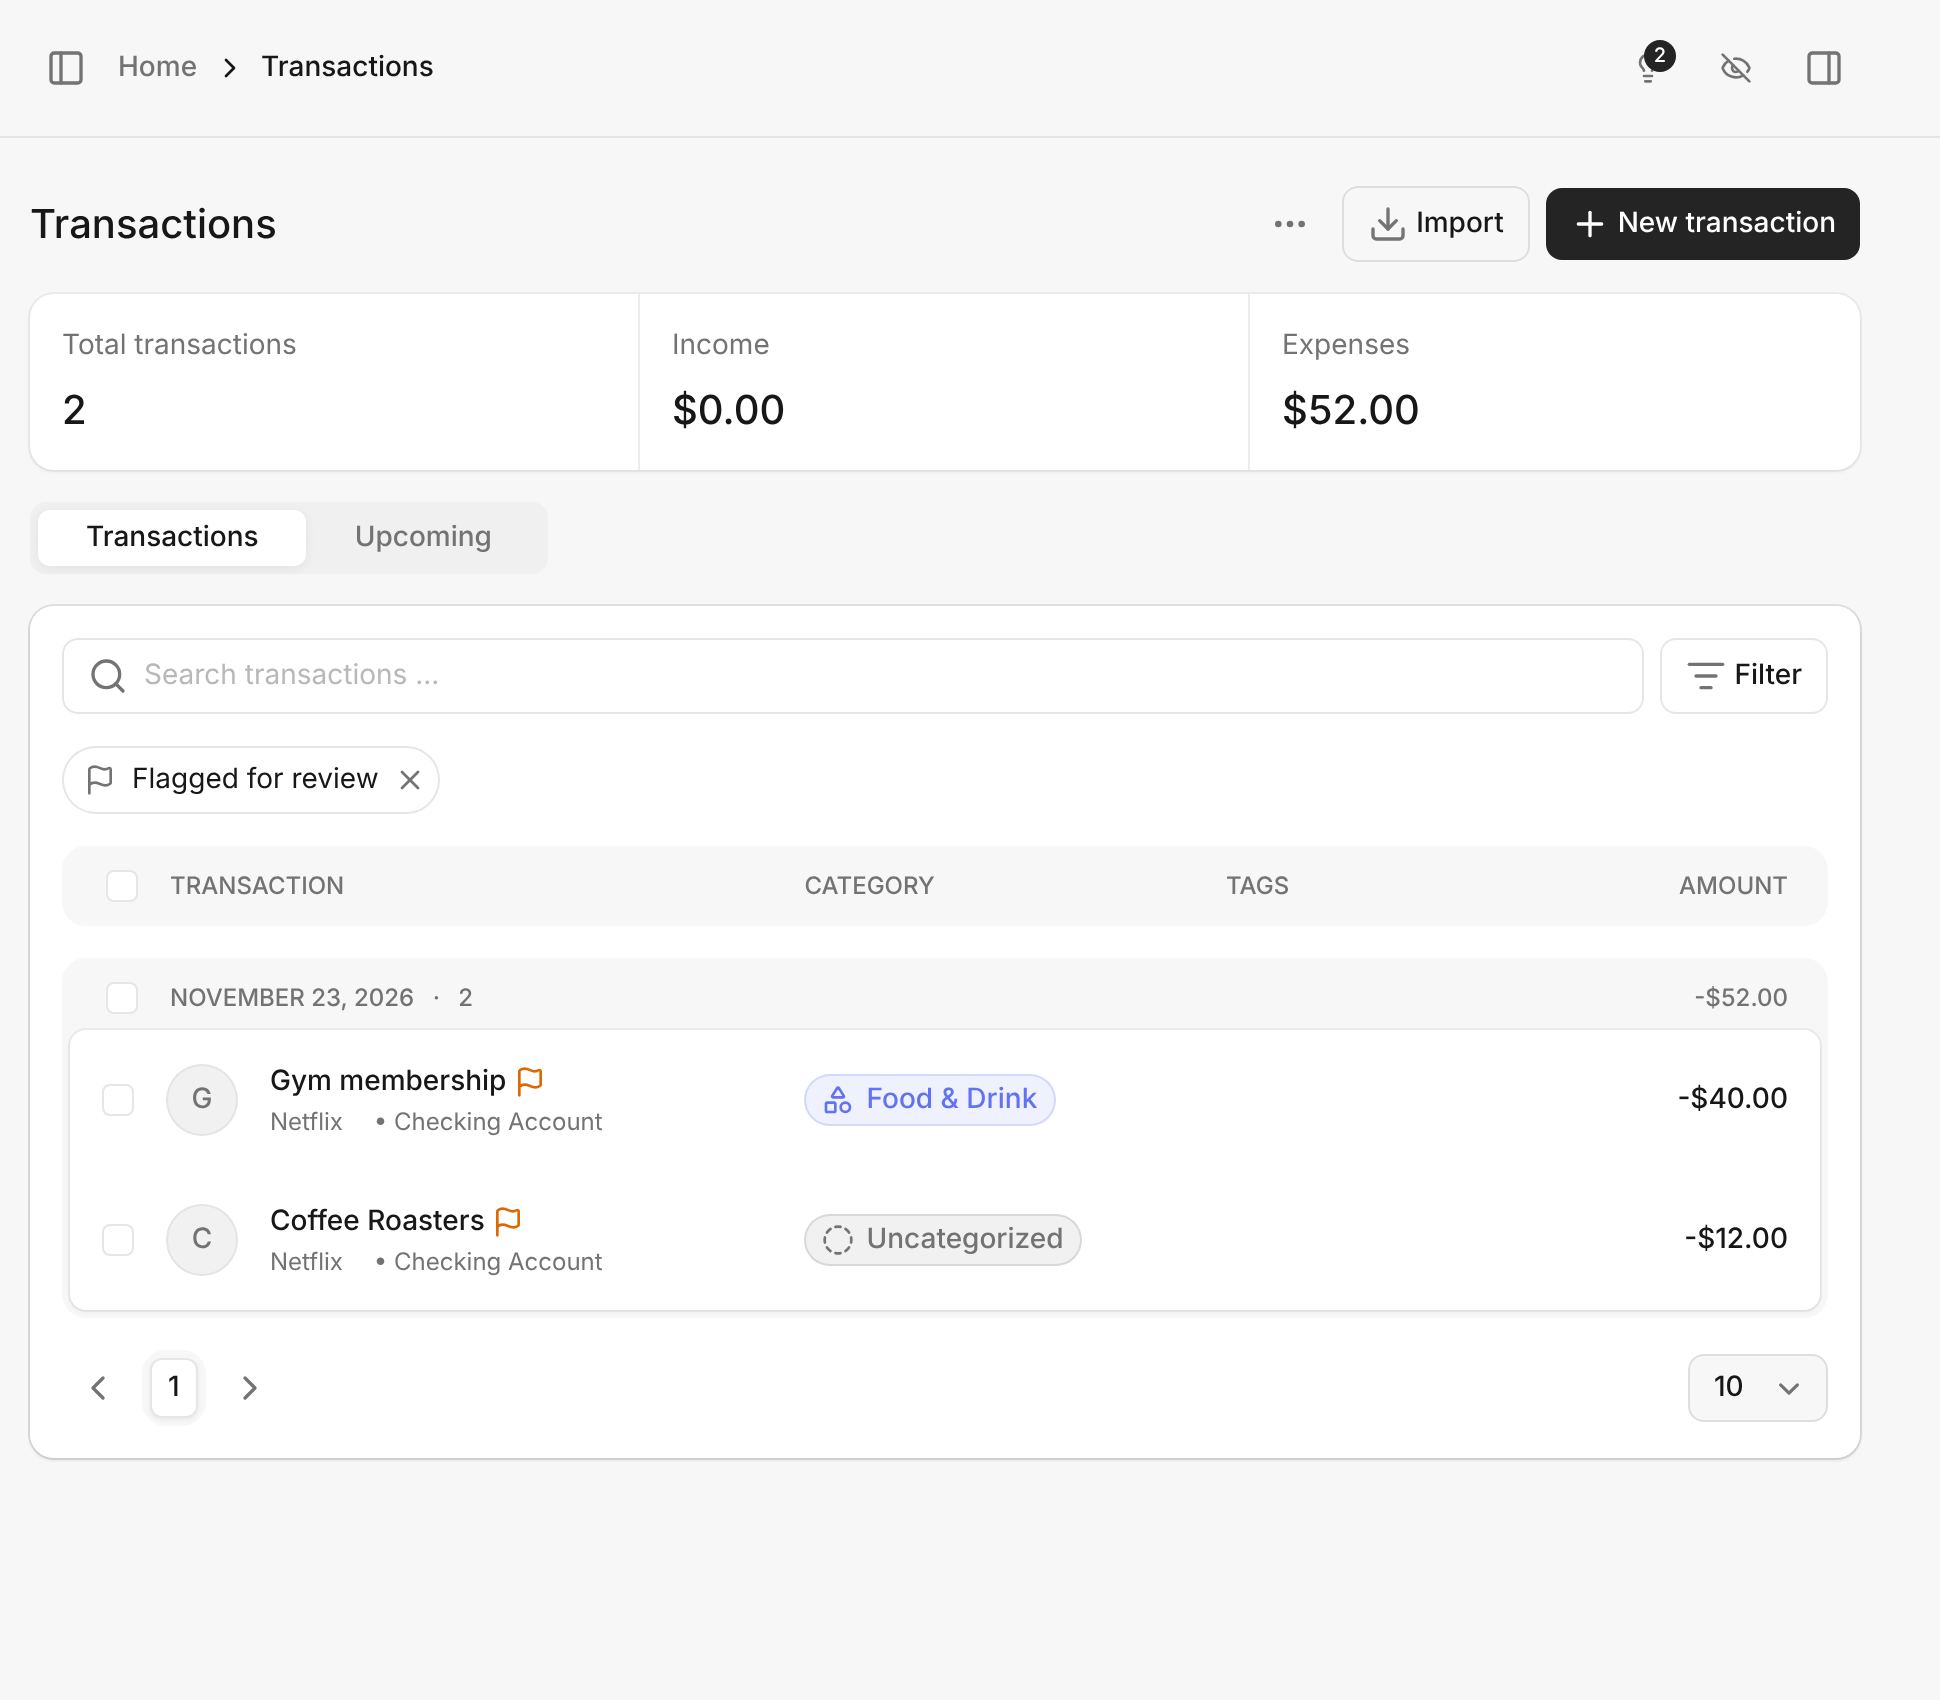 Home > Transactions
2
Transactions
Import
New transaction
Total transactions
2
Income
$0.00
Expenses
$52.00
Transactions
Upcoming
Search transactions ...
Filter
Flagged for review
TRANSACTION
CATEGORY
TAGS
AMOUNT
NOVEMBER 23, 2026 · 2
-$52.00
G
Gym membership
Netflix • Checking Account
Food & Drink
-$40.00
C
Coffee Roasters
Netflix • Checking Account
Uncategorized
-$12.00
1
10